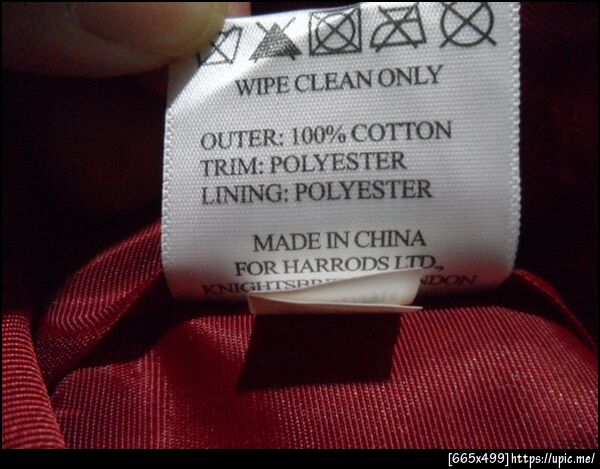 WIPE CLEAN ONLY
OUTER: 100% COTTON
TRIM: POLYESTER
LINING: POLYESTER
MADE IN CHINA
FOR HARRODS LTD.,
[665x499]https://upic.me/